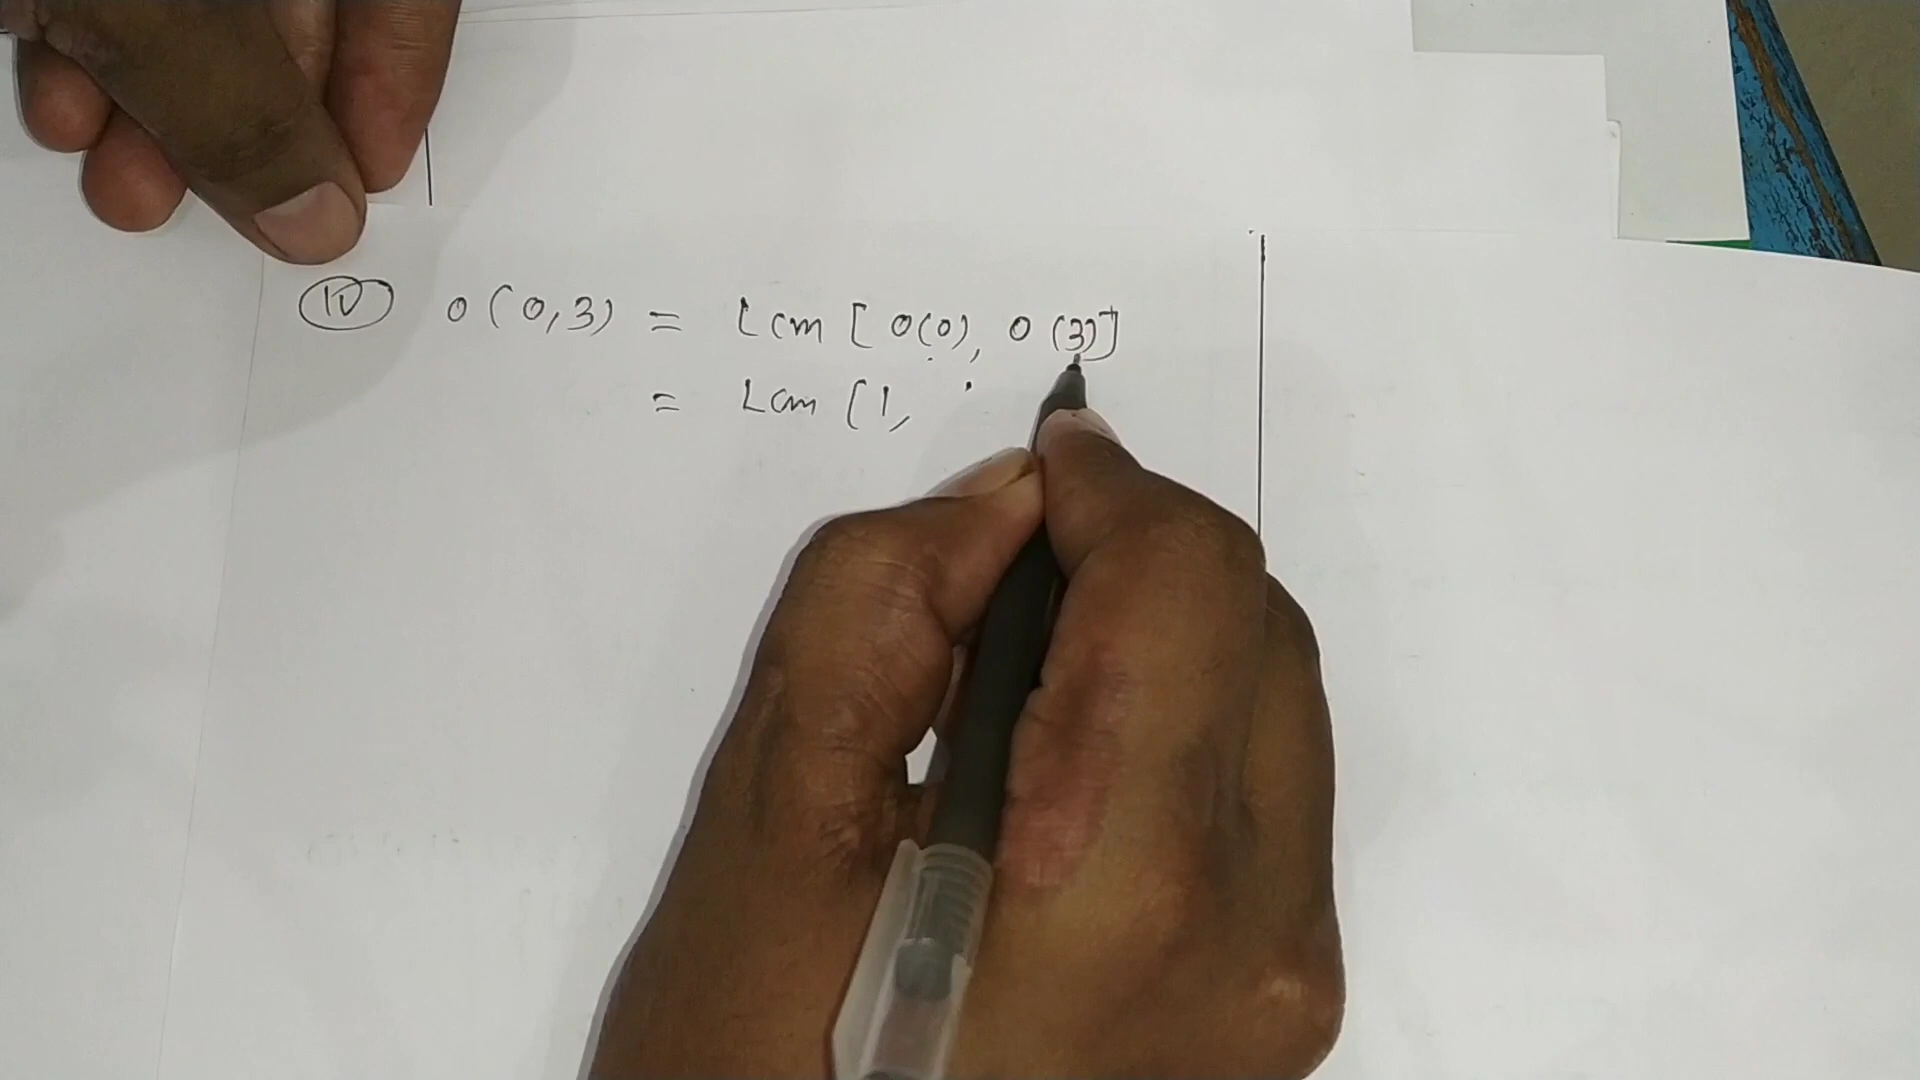 (iv) O(0,3) = Lcm [O(0), O(3)]
= Lcm (1,